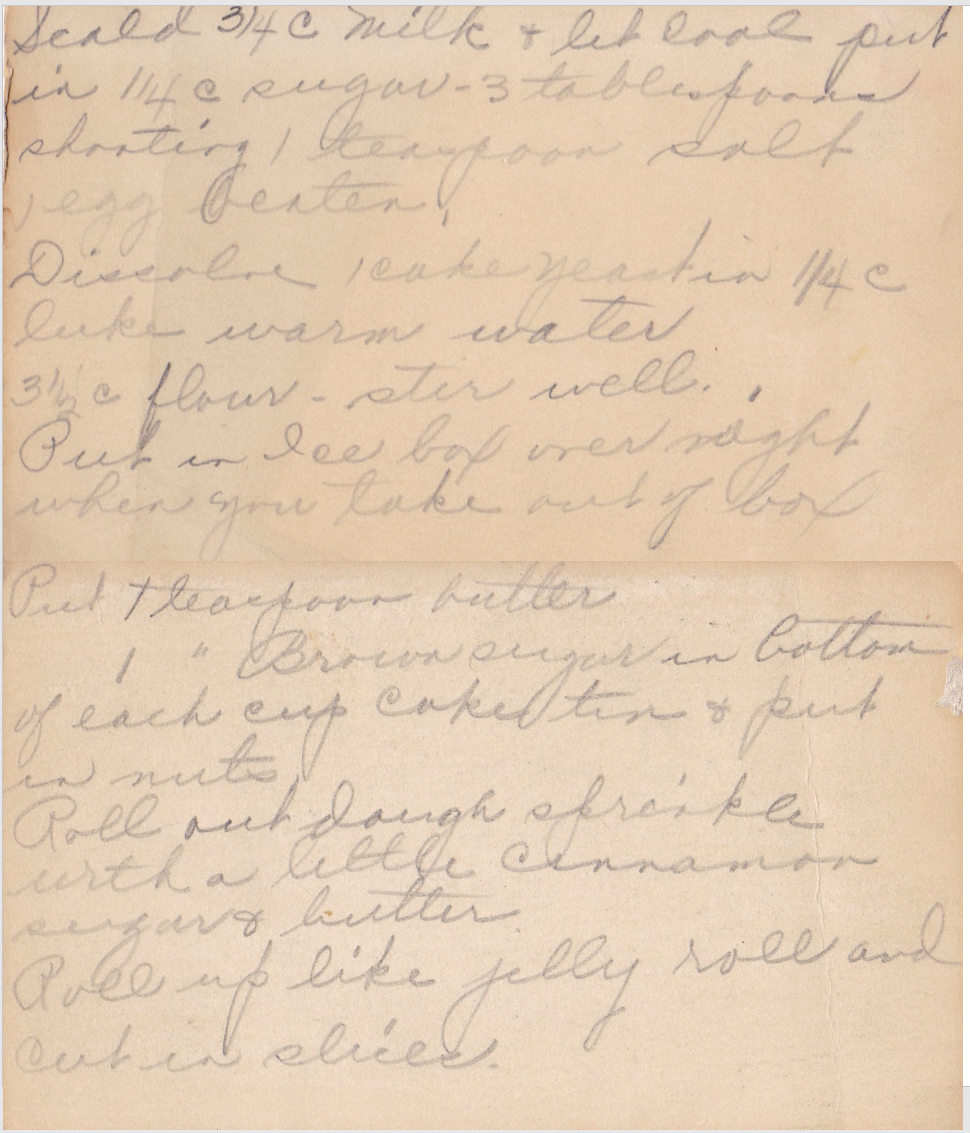 Scald 3/4 c milk & let cool put
in 1/4 c sugar - 3 tablespoons
shorting 1 teaspoon salt
1 egg beaten.
Dissolve 1 cake yeast in 1/4 c
luke warm water
3 1/2 c flour - ster well.
Put in Ice box over night
when you take out of box
Put 1 teaspoon butter
1 " Brown sugar in bottom
of each cup cake tin & put
in nuts
Roll out dough sprinkle
with a little cinnamon
sugar & butter
Roll up like jelly roll and
cut in slices.